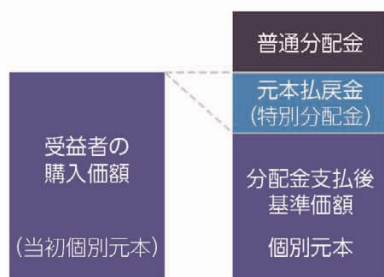 普通分配金
元本払戻金
(特別分配金)
受益者の
購入価額
(当初個別元本)
分配金支払後
基準価額
個別元本